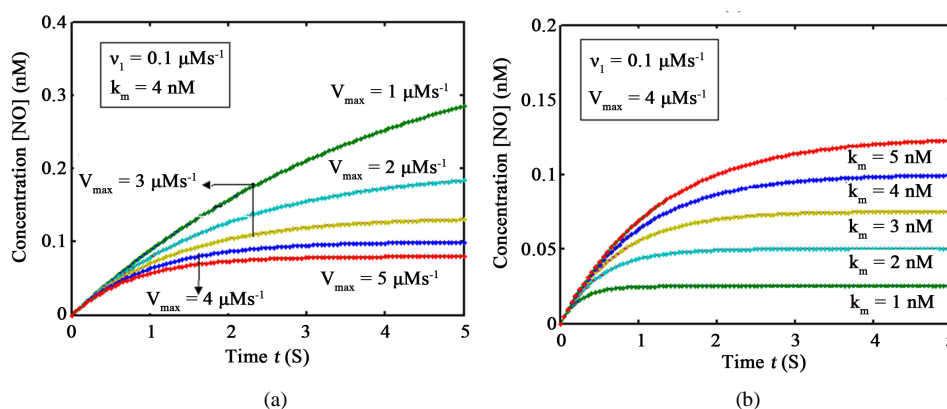 0.4
0.3
0.2
0.1
0
Concentration [NO] (nM)
ν₁ = 0.1 μMs⁻¹
kₘ = 4 nM
Vₘₐₓ = 1 μMs⁻¹
Vₘₐₓ = 2 μMs⁻¹
Vₘₐₓ = 3 μMs⁻¹
Vₘₐₓ = 4 μMs⁻¹
Vₘₐₓ = 5 μMs⁻¹
0 1 2 3 4 5
Time t (S)
(a)
0.2
0.15
0.1
0.05
0
Concentration [NO] (nM)
ν₁ = 0.1 μMs⁻¹
Vₘₐₓ = 4 μMs⁻¹
kₘ = 5 nM
kₘ = 4 nM
kₘ = 3 nM
kₘ = 2 nM
kₘ = 1 nM
0 1 2 3 4
Time t (S)
(b)